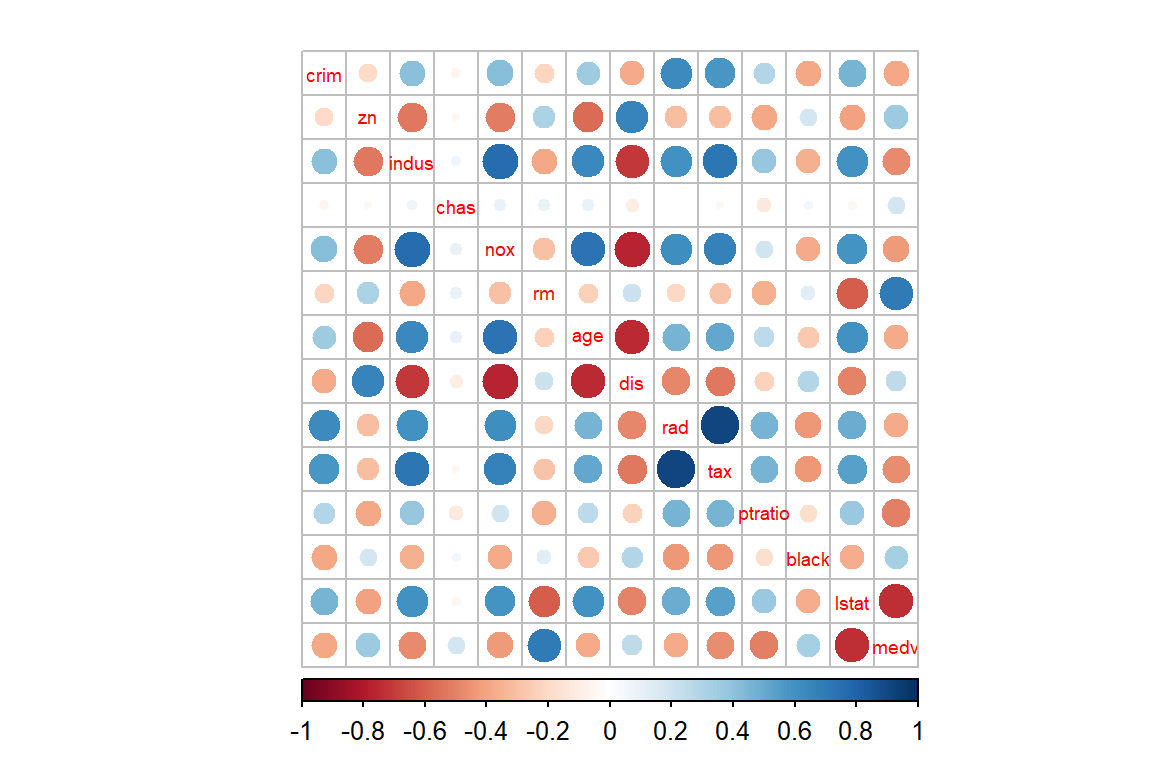 crim
zn
indus
chas
nox
rm
age
dis
rad
tax
ptratio
black
lstat
medv
-1 -0.8 -0.6 -0.4 -0.2 0 0.2 0.4 0.6 0.8 1